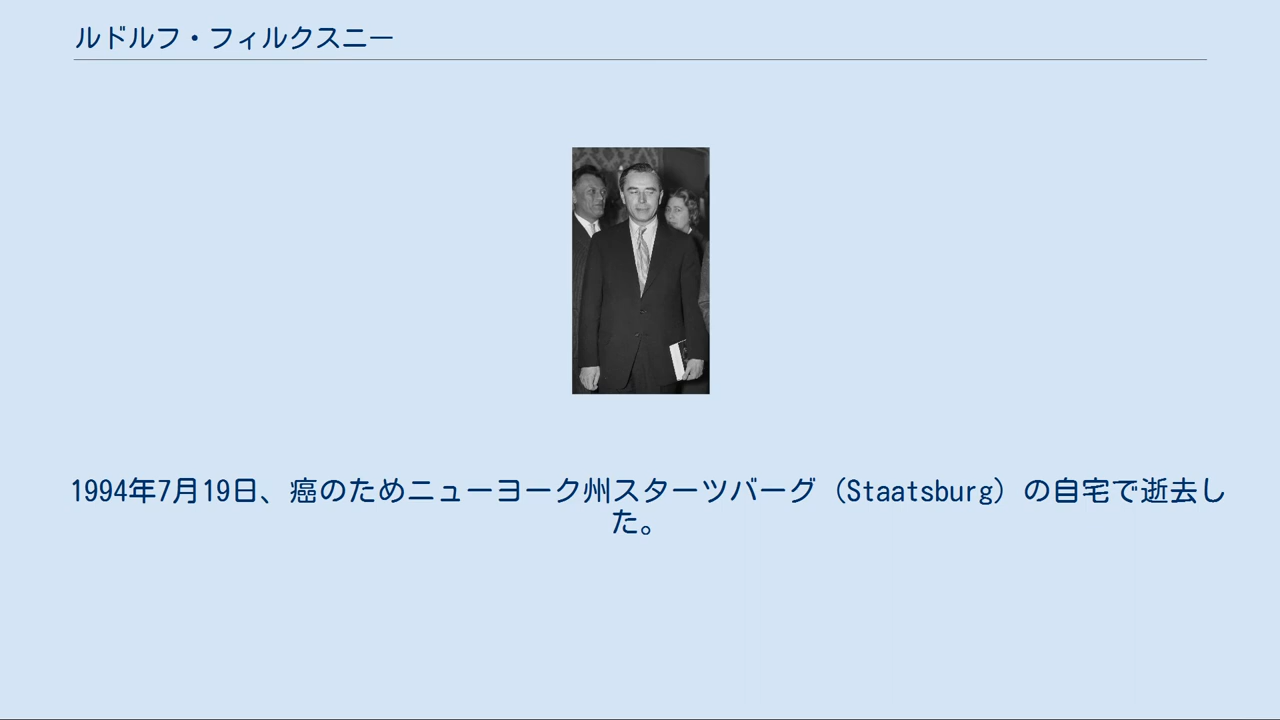 ルドルフ・フィルクスニー
1994年7月19日、癌のためニューヨーク州スターツバーグ（Staatsburg）の自宅で逝去し
た。